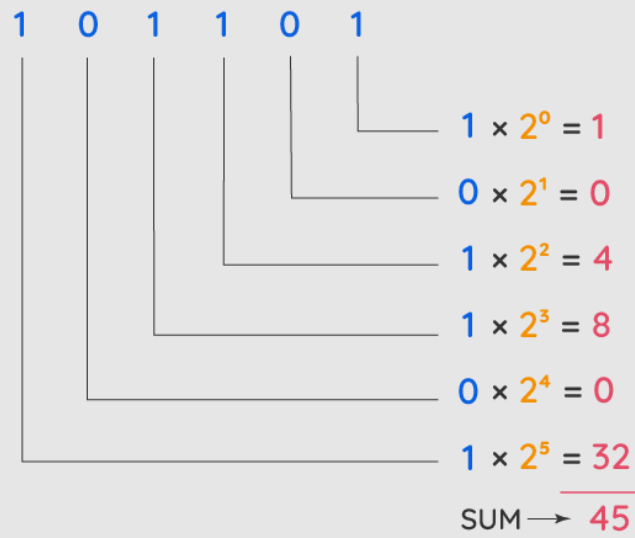 1 0 1 1 0 1
1 × 2⁰ = 1
0 × 2¹ = 0
1 × 2² = 4
1 × 2³ = 8
0 × 2⁴ = 0
1 × 2⁵ = 32
SUM → 45